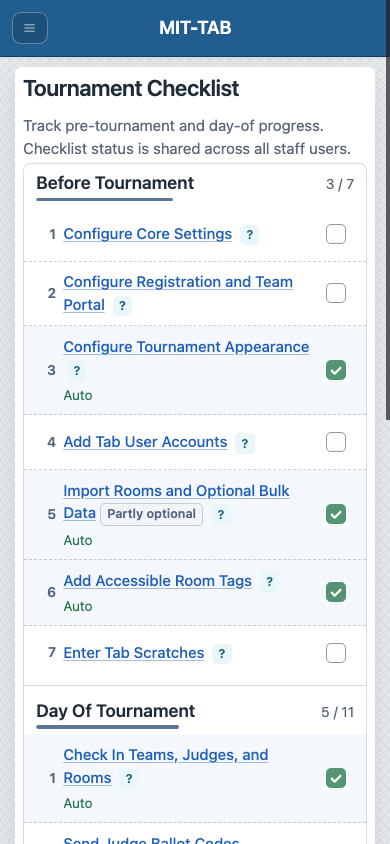 MIT-TAB
Tournament Checklist
Track pre-tournament and day-of progress.
Checklist status is shared across all staff users.
Before Tournament 3 / 7
1 Configure Core Settings ?
2 Configure Registration and Team
Portal ?
3 Configure Tournament Appearance
?
Auto
4 Add Tab User Accounts ?
5 Import Rooms and Optional Bulk
Data Partly optional ?
Auto
6 Add Accessible Room Tags ?
Auto
7 Enter Tab Scratches ?
Day Of Tournament 5 / 11
1 Check In Teams, Judges, and
Rooms ?
Auto
Send Judge Ballot Codes